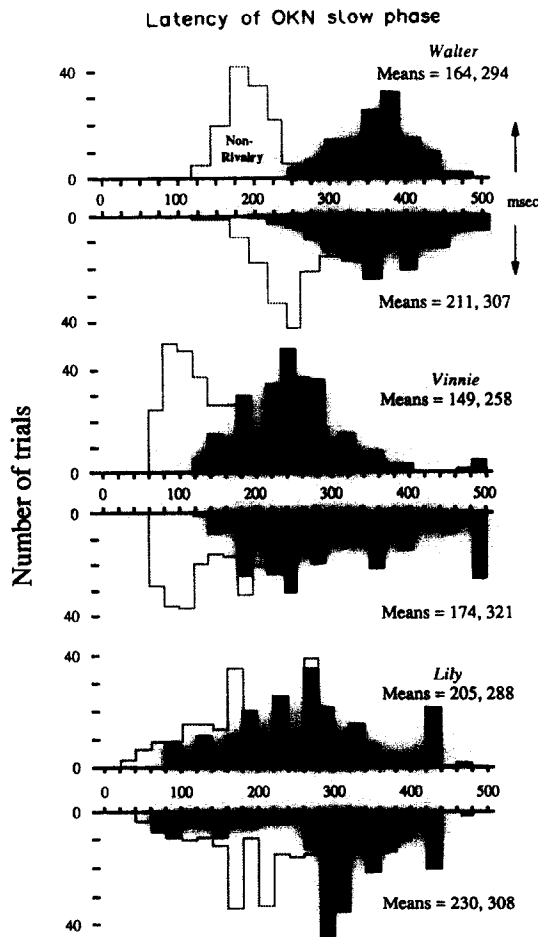 Latency of OKN slow phase
Walter
Means = 164, 294
40
20
0
Non-
Rivalry
0 100 200 300 400 500
msec
40
Means = 211, 307
40
Vinnie
Means = 149, 258
0
0 100 200 300 400 500
Number of trials
40
Means = 174, 321
40
Lily
Means = 205, 288
0
0 100 200 300 400 500
40
Means = 230, 308